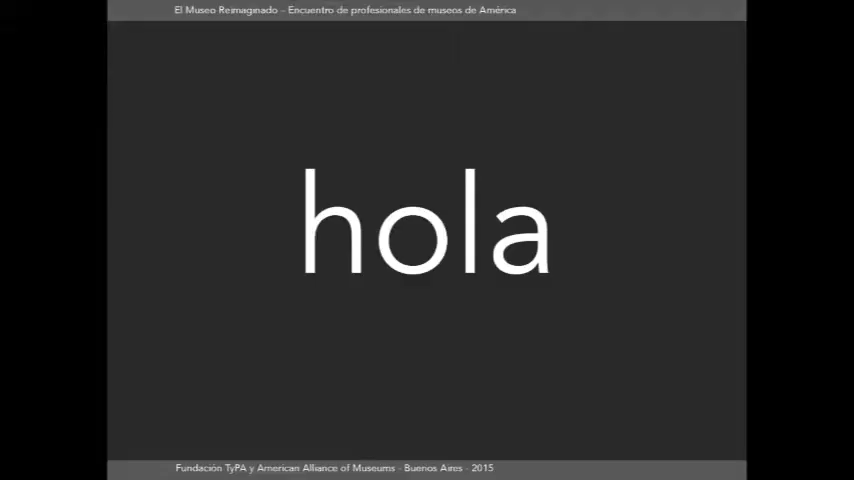 El Museo Reimaginado - Encuentro de profesionales de museos de América
hola
Fundación TyPA y American Alliance of Museums - Buenos Aires - 2015